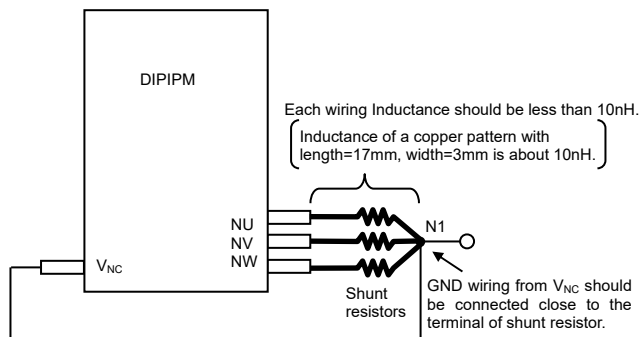 DIPIPM
Each wiring Inductance should be less than 10nH.
Inductance of a copper pattern with
length=17mm, width=3mm is about 10nH.
NU
NV
NW
N1
VNC
Shunt
resistors
GND wiring from VNC should
be connected close to the
terminal of shunt resistor.